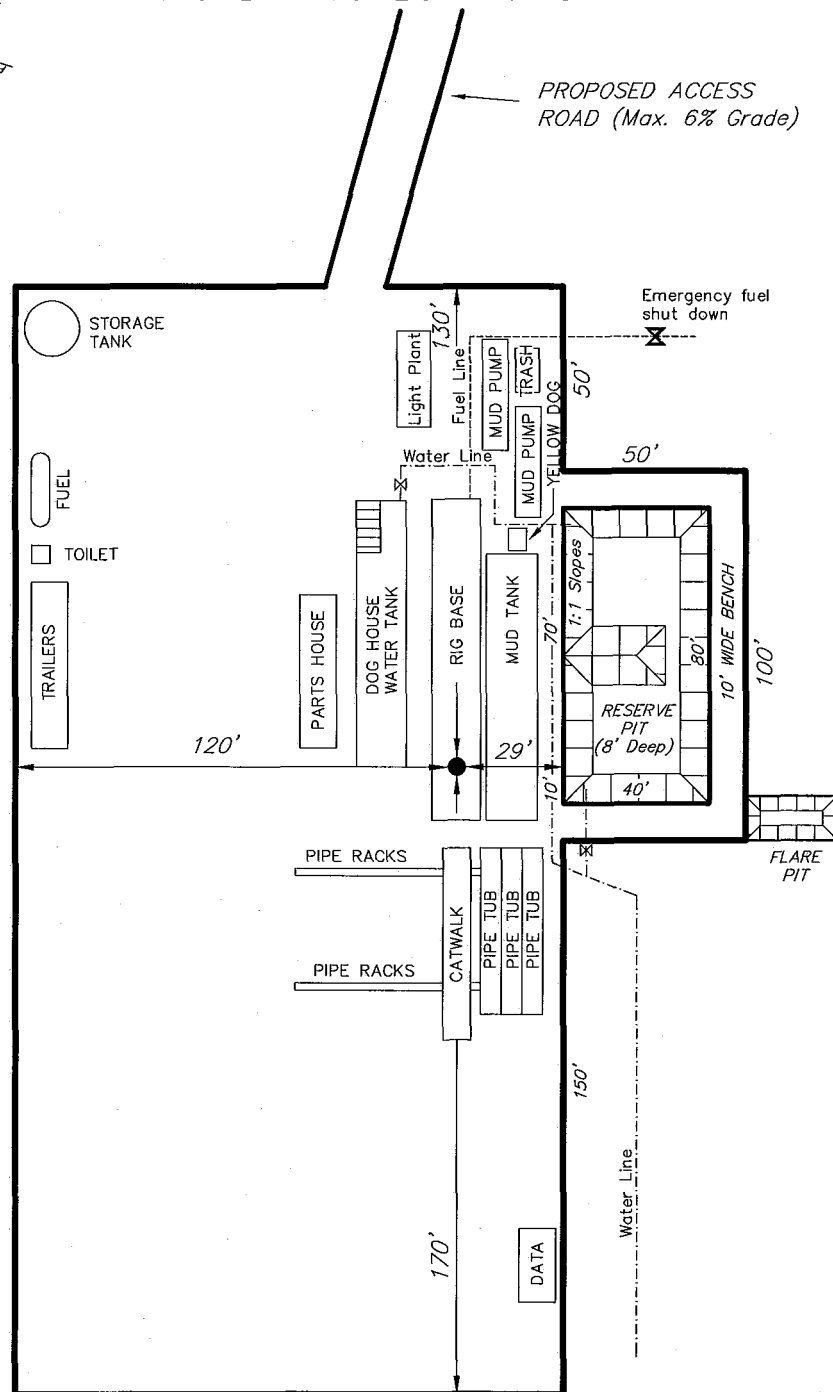 PROPOSED ACCESS
ROAD (Max. 6% Grade)
Emergency fuel
shut down
STORAGE
TANK
Light Plant
130'
Fuel Line
MUD PUMP
TRASH
50'
MUD PUMP
YELLOW DOG
50'
Water Line
FUEL
TOILET
TRAILERS
PARTS HOUSE
DOG HOUSE
WATER TANK
RIG BASE
MUD TANK
70'
1:1 Slopes
80'
10' WIDE BENCH
100'
RESERVE
PIT
(8' Deep)
120'
29'
10'
40'
FLARE
PIT
PIPE RACKS
CATWALK
PIPE TUB
PIPE TUB
PIPE TUB
PIPE RACKS
150'
Water Line
170'
DATA